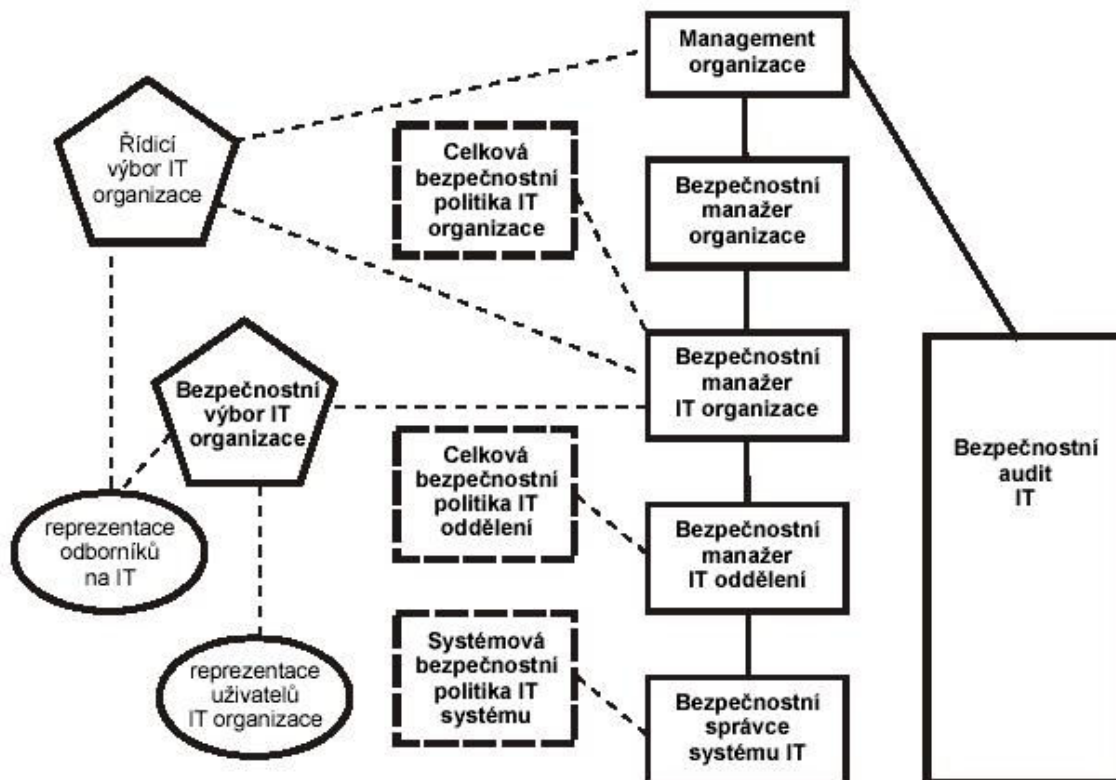 Management
organizace
Řídicí
výbor IT
organizace
Celková
bezpečnostní
politika IT
organizace
Bezpečnostní
manažer
organizace
Bezpečnostní
výbor IT
organizace
Bezpečnostní
manažer
IT organizace
Celková
bezpečnostní
politika IT
oddělení
Bezpečnostní
audit
IT
reprezentace
odborníků
na IT
Bezpečnostní
manažer
IT oddělení
reprezentace
uživatelů
IT organizace
Systémová
bezpečnostní
politika IT
systému
Bezpečnostní
správce
systému IT